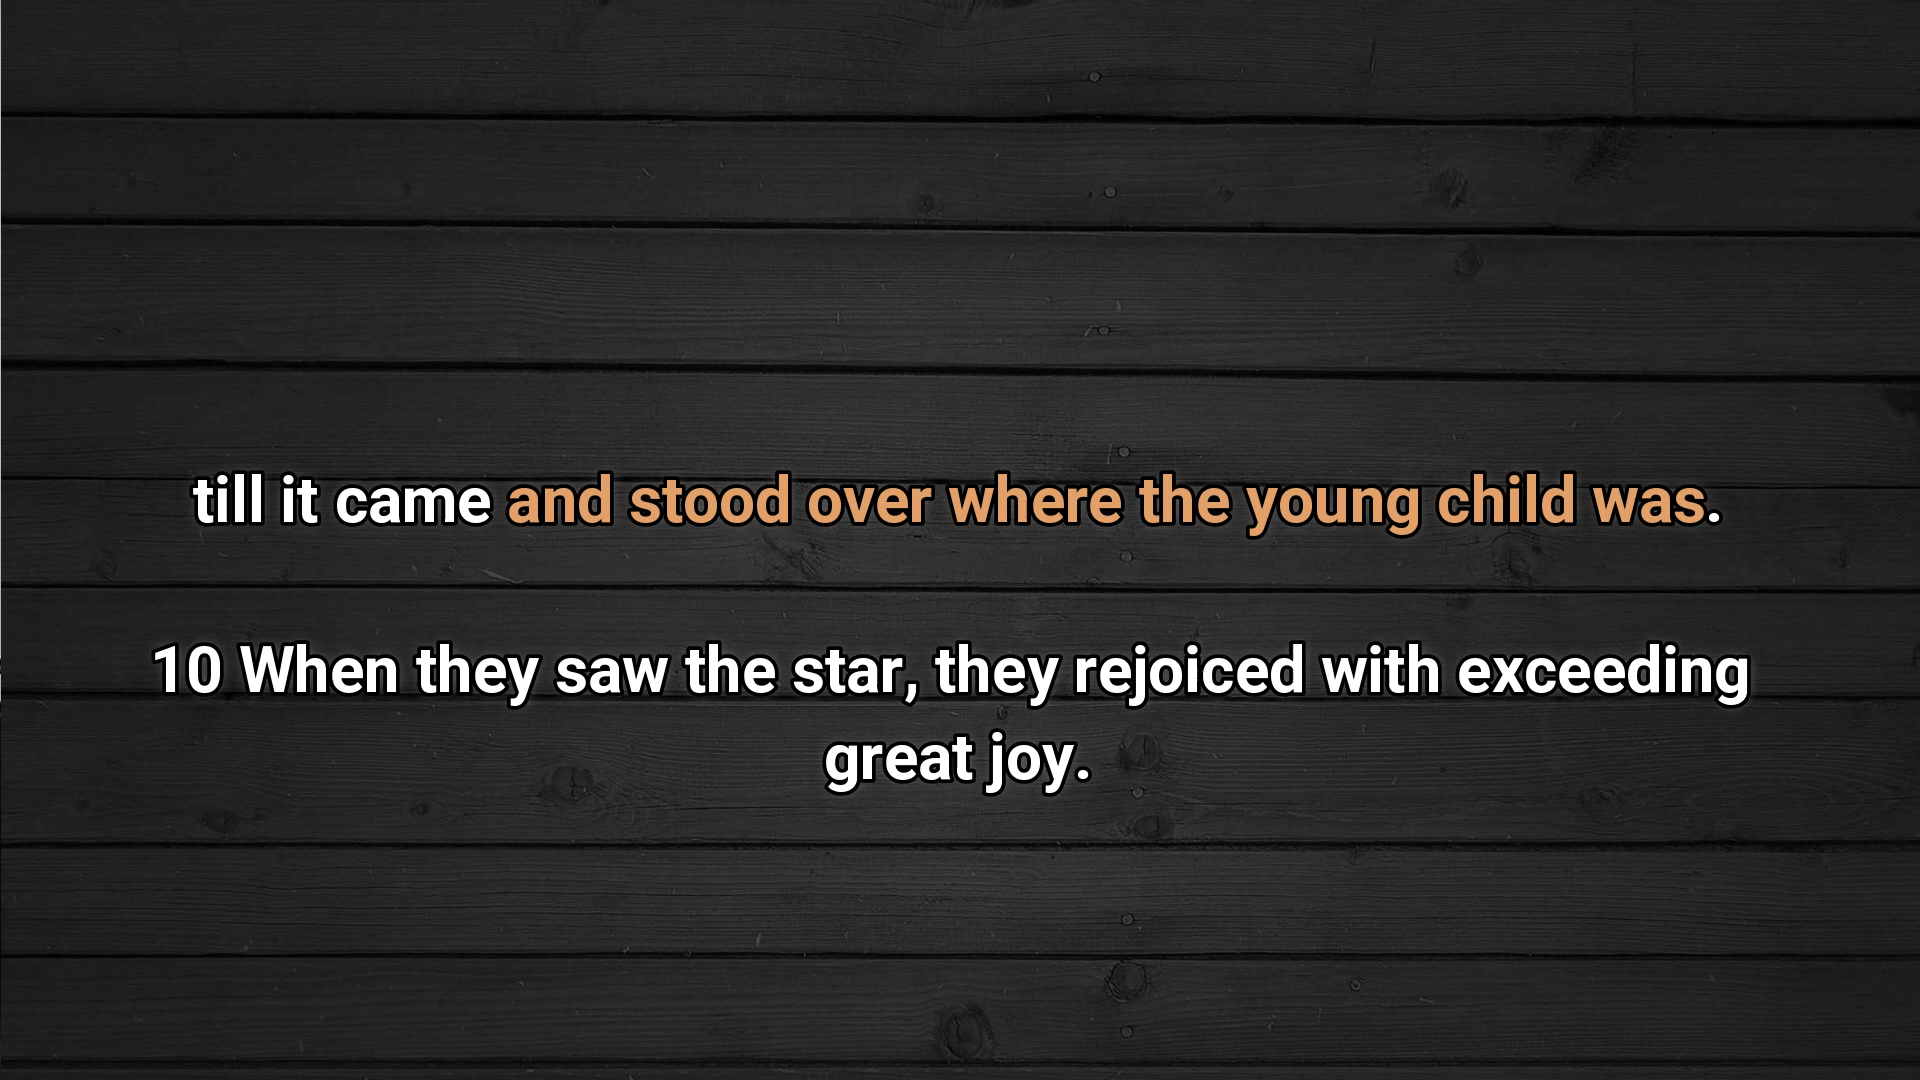 till it came and stood over where the young child was.
10 When they saw the star, they rejoiced with exceeding
great joy.